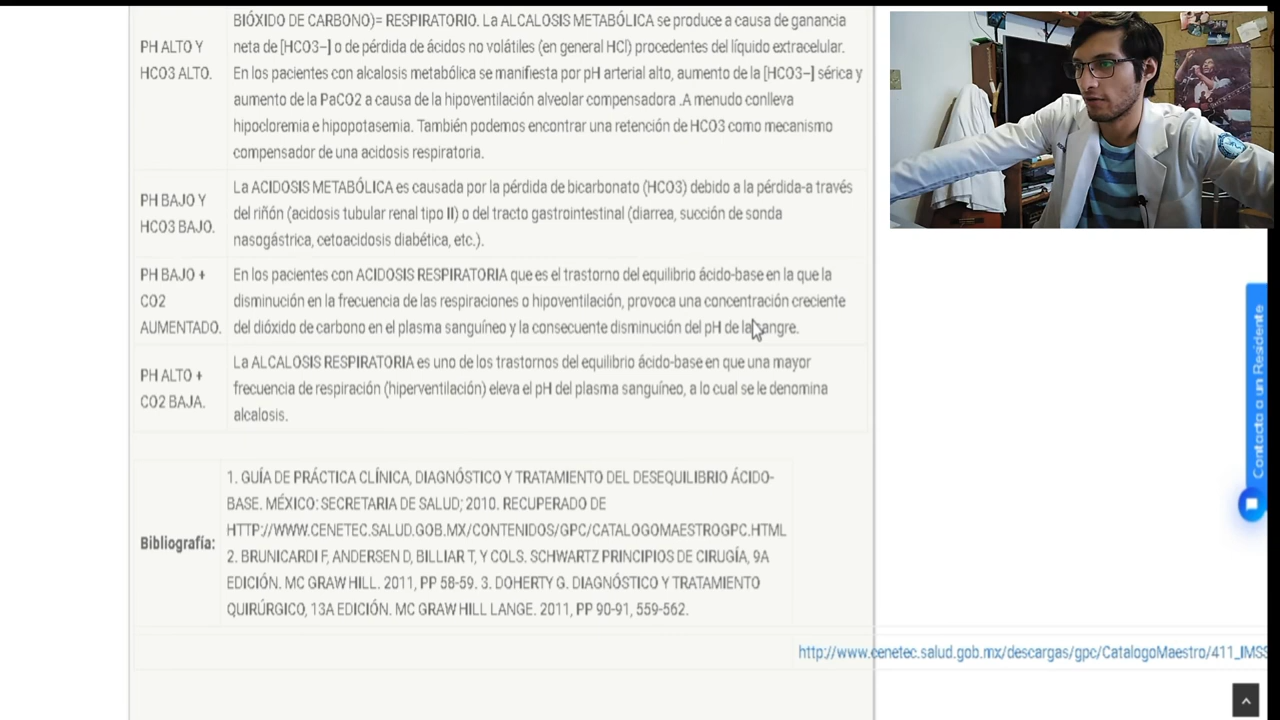 BIÓXIDO DE CARBONO)= RESPIRATORIO. La ALCALOSIS METABÓLICA se produce a causa de ganancia
PH ALTO Y
HCO3 ALTO.
neta de [HCO3–] o de pérdida de ácidos no volátiles (en general HCl) procedentes del líquido extracelular.
En los pacientes con alcalosis metabólica se manifiesta por pH arterial alto, aumento de la [HCO3–] sérica y
aumento de la PaCO2 a causa de la hipoventilación alveolar compensadora .A menudo conlleva
hipocloremia e hipopotasemia. También podemos encontrar una retención de HCO3 como mecanismo
compensador de una acidosis respiratoria.
PH BAJO Y
HCO3 BAJO.
La ACIDOSIS METABÓLICA es causada por la pérdida de bicarbonato (HCO3) debido a la pérdida-a través
del riñón (acidosis tubular renal tipo II) o del tracto gastrointestinal (diarrea, succión de sonda
nasogástrica, cetoacidosis diabética, etc.).
PH BAJO +
CO2
AUMENTADO.
En los pacientes con ACIDOSIS RESPIRATORIA que es el trastorno del equilibrio ácido-base en la que la
disminución en la frecuencia de las respiraciones o hipoventilación, provoca una concentración creciente
del dióxido de carbono en el plasma sanguíneo y la consecuente disminución del pH de la sangre.
PH ALTO +
CO2 BAJA.
La ALCALOSIS RESPIRATORIA es uno de los trastornos del equilibrio ácido-base en que una mayor
frecuencia de respiración (hiperventilación) eleva el pH del plasma sanguíneo, a lo cual se le denomina
alcalosis.
Bibliografía:
1. GUÍA DE PRÁCTICA CLÍNICA, DIAGNÓSTICO Y TRATAMIENTO DEL DESEQUILIBRIO ÁCIDO-
BASE. MÉXICO: SECRETARIA DE SALUD; 2010. RECUPERADO DE
HTTP://WWW.CENETEC.SALUD.GOB.MX/CONTENIDOS/GPC/CATALOGOMAESTROGPC.HTML
2. BRUNICARDI F, ANDERSEN D, BILLIAR T, Y COLS. SCHWARTZ PRINCIPIOS DE CIRUGÍA, 9A
EDICIÓN. MC GRAW HILL. 2011, PP 58-59. 3. DOHERTY G. DIAGNÓSTICO Y TRATAMIENTO
QUIRÚRGICO, 13A EDICIÓN. MC GRAW HILL LANGE. 2011, PP 90-91, 559-562.
http://www.cenetec.salud.gob.mx/descargas/gpc/CatalogoMaestro/411_IMSS
Contacta a un Residente